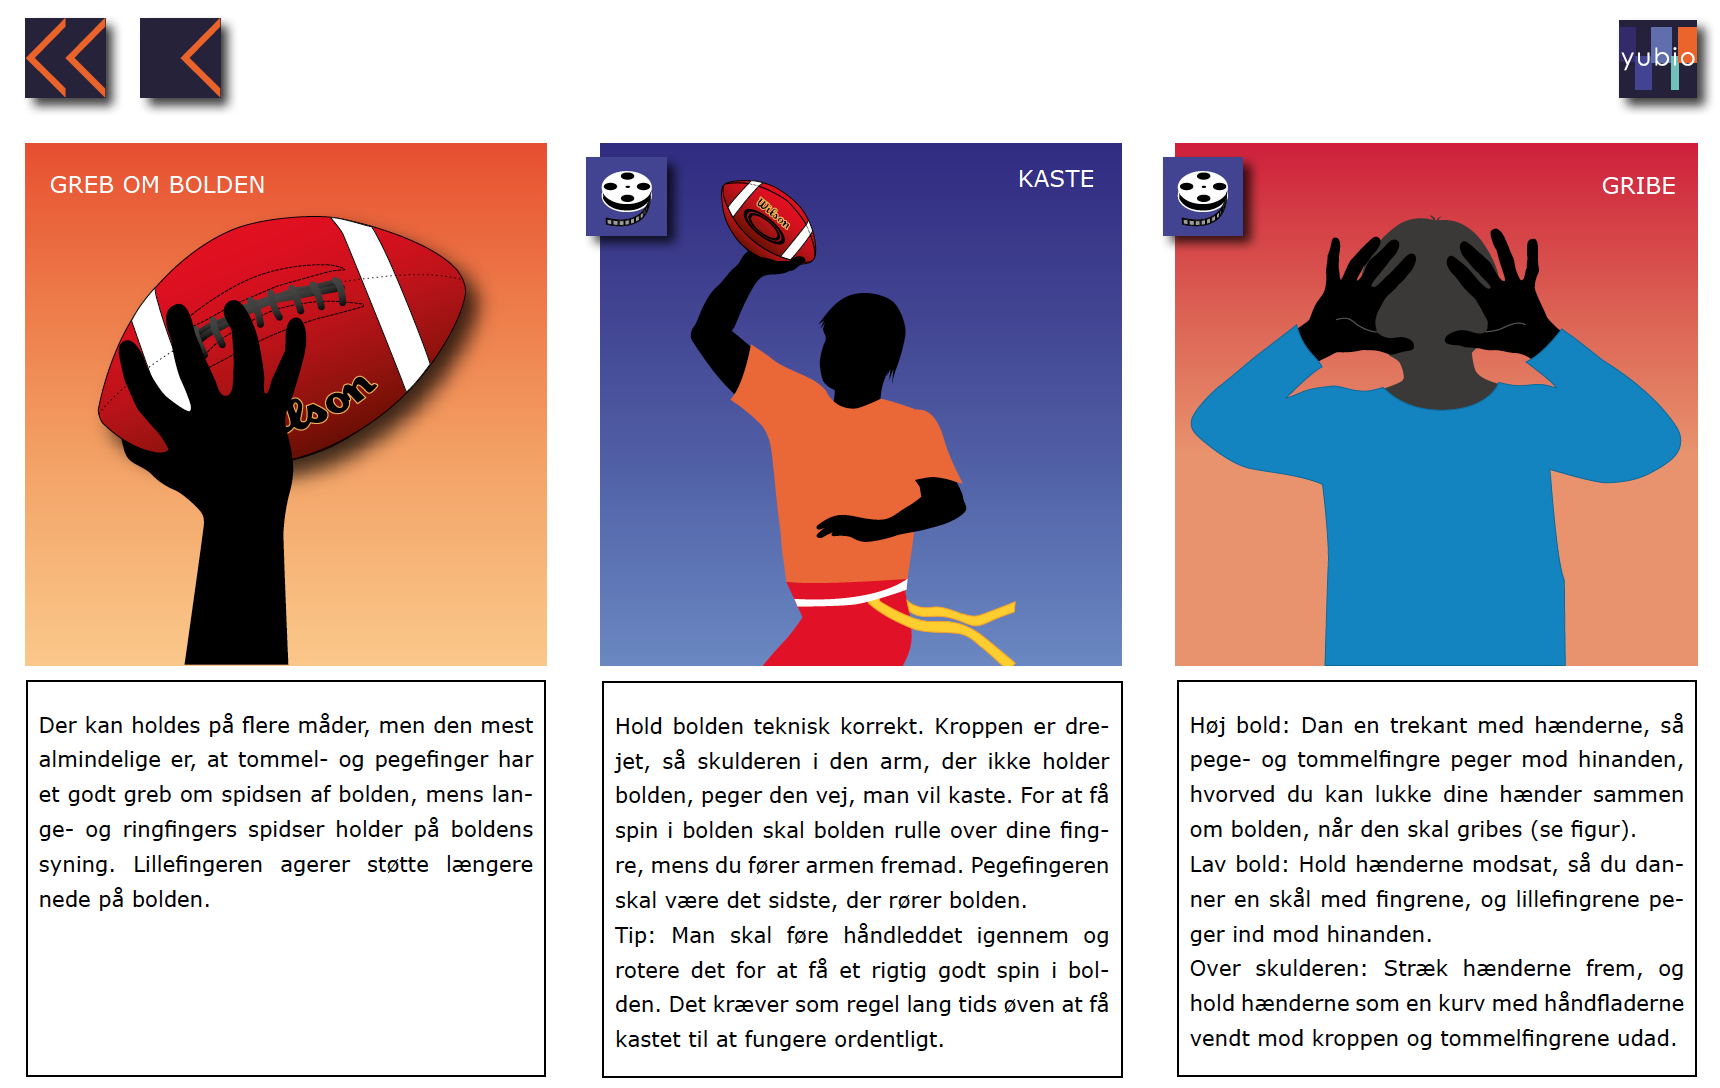 yubio
GREB OM BOLDEN
lson
Der kan holdes på flere måder, men den mest
almindelige er, at tommel- og pegefinger har
et godt greb om spidsen af bolden, mens lan-
ge- og ringfingers spidser holder på boldens
syning. Lillefingeren agerer støtte længere
nede på bolden.
KASTE
Wilson
Hold bolden teknisk korrekt. Kroppen er dre-
jet, så skulderen i den arm, der ikke holder
bolden, peger den vej, man vil kaste. For at få
spin i bolden skal bolden rulle over dine fing-
re, mens du fører armen fremad. Pegefingeren
skal være det sidste, der rører bolden.
Tip: Man skal føre håndleddet igennem og
rotere det for at få et rigtig godt spin i bol-
den. Det kræver som regel lang tids øven at få
kastet til at fungere ordentligt.
GRIBE
Høj bold: Dan en trekant med hænderne, så
pege- og tommelfingre peger mod hinanden,
hvorved du kan lukke dine hænder sammen
om bolden, når den skal gribes (se figur).
Lav bold: Hold hænderne modsat, så du dan-
ner en skål med fingrene, og lillefingrene pe-
ger ind mod hinanden.
Over skulderen: Stræk hænderne frem, og
hold hænderne som en kurv med håndfladerne
vendt mod kroppen og tommelfingrene udad.